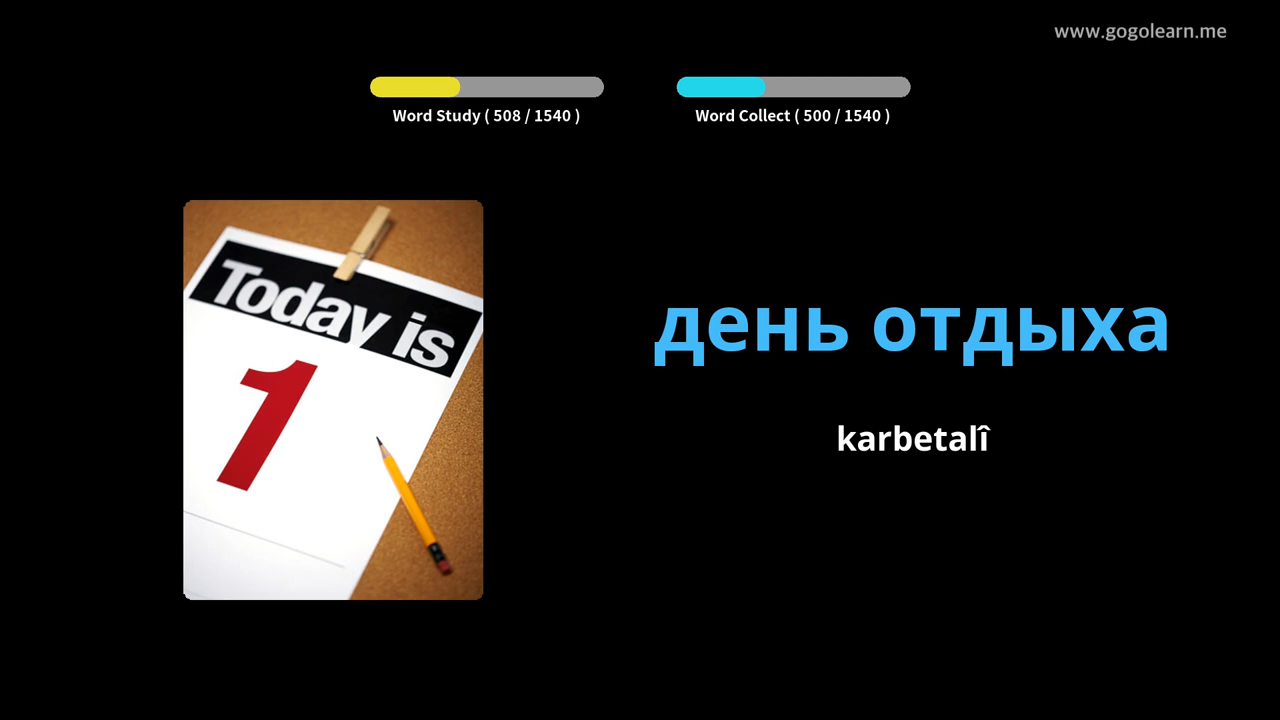 www.gogolearn.me
Word Study ( 508 / 1540 )
Word Collect ( 500 / 1540 )
Today is
1
день отдыха
karbetalî